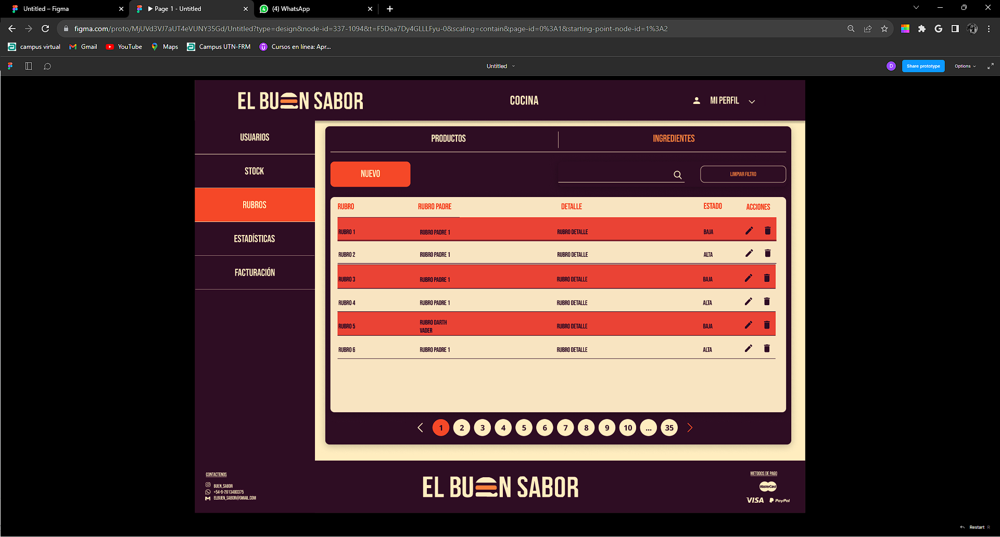 Untitled – Figma
Page 1 - Untitled
(4) WhatsApp
figma.com/proto/MjUVd3VJ7aUT4eVUNY35Gd/Untitled?type=design&node-id=337-1094&t=F5Dea7Dy4GLLLFyu-0&scaling=contain&page-id=0%3A1&starting-point-node-id=1%3A2
campus virtual
Gmail
YouTube
Maps
Campus UTN-FRM
Cursos en línea: Apr...
Untitled
D
Share prototype
Options
EL BUEN SABOR
COCINA
MI PERFIL
USUARIOS
STOCK
RUBROS
ESTADÍSTICAS
FACTURACIÓN
PRODUCTOS
INGREDIENTES
NUEVO
LIMPIAR FILTRO
RUBRO RUBRO PADRE DETALLE ESTADO ACCIONES
RUBRO 1 RUBRO PADRE 1 RUBRO DETALLE BAJA
RUBRO 2 RUBRO PADRE 1 RUBRO DETALLE ALTA
RUBRO 3 RUBRO PADRE 1 RUBRO DETALLE BAJA
RUBRO 4 RUBRO PADRE 1 RUBRO DETALLE ALTA
RUBRO 5 RUBRO DARTH VADER RUBRO DETALLE BAJA
RUBRO 6 RUBRO PADRE 1 RUBRO DETALLE ALTA
1 2 3 4 5 6 7 8 9 10 ... 35
CONTACTENOS
BUEN_SABOR
+54-9-2613480375
ELBUEN_SABOR@GMAIL.COM
EL BUEN SABOR
METODOS DE PAGO
MasterCard
VISA PayPal
Restart R